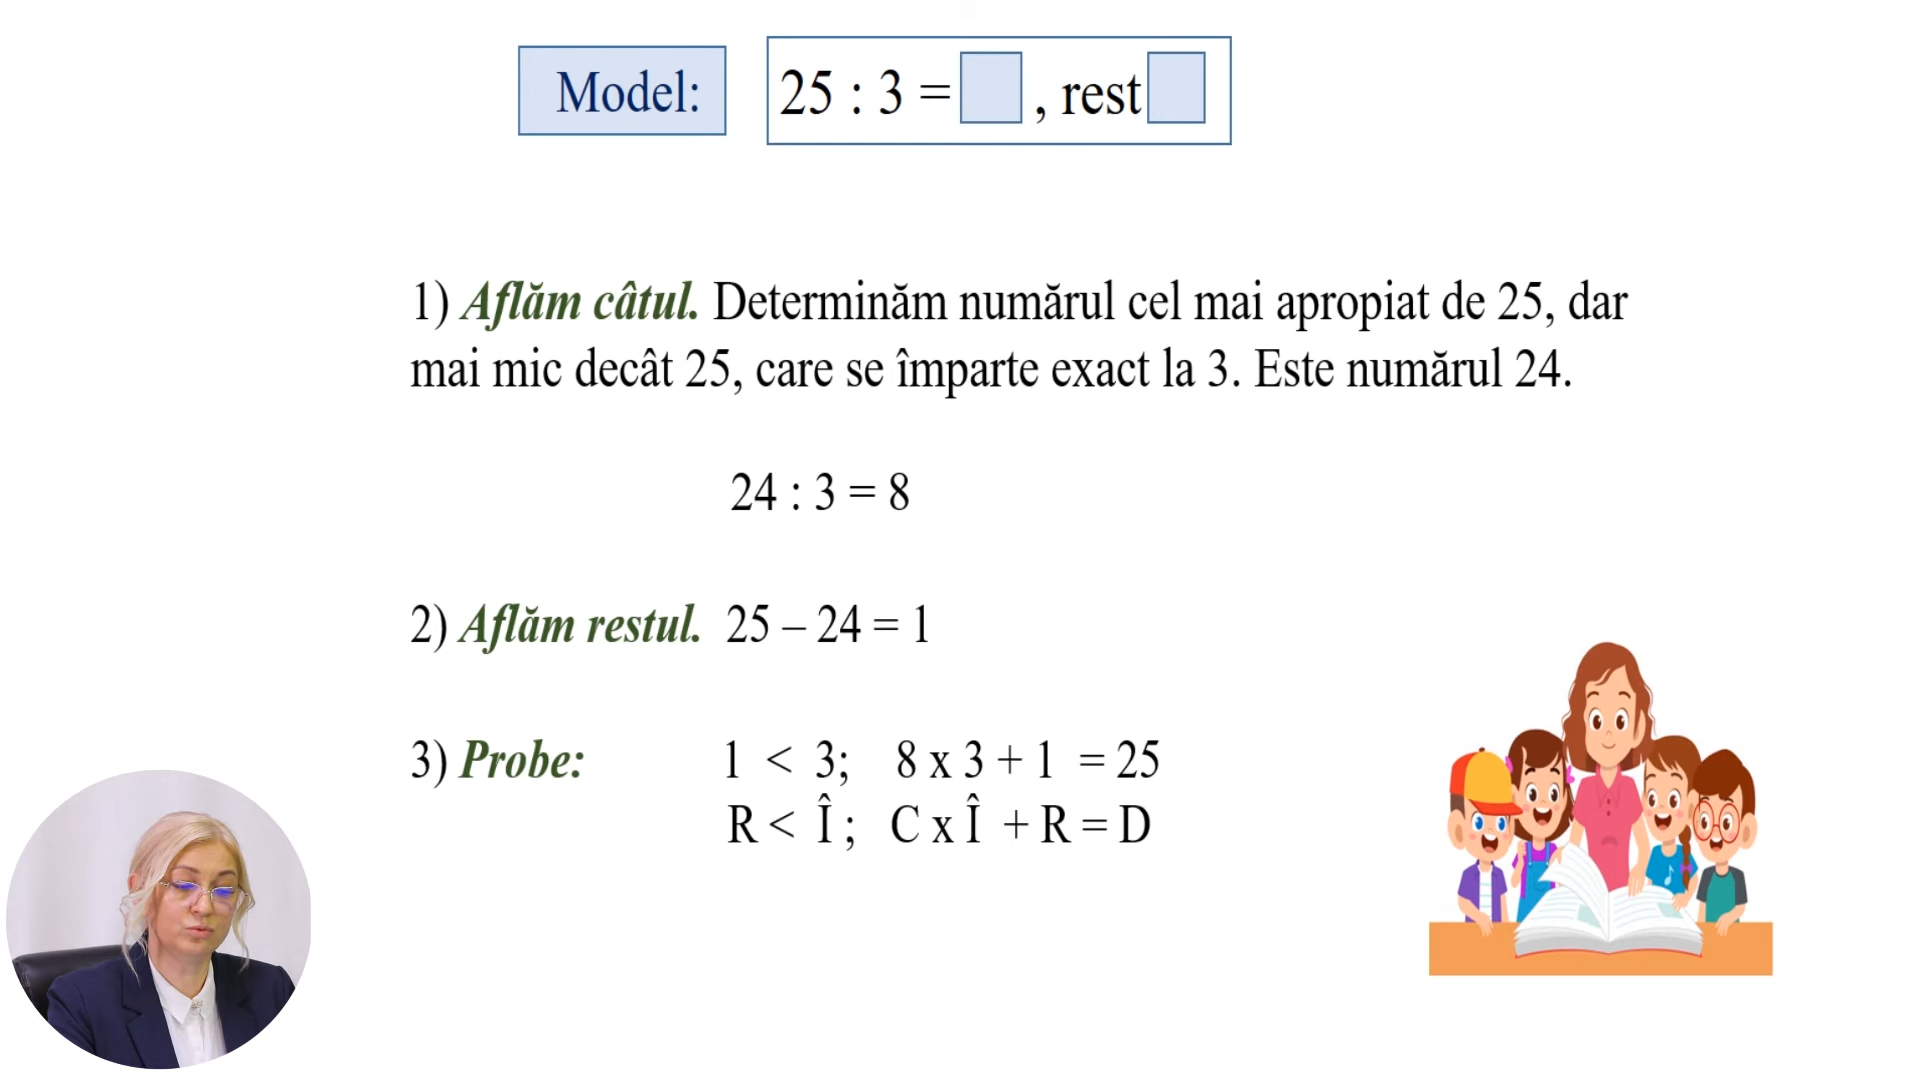 Model:
25 : 3 = , rest
1) Aflăm câtul. Determinăm numărul cel mai apropiat de 25, dar
mai mic decât 25, care se împarte exact la 3. Este numărul 24.
24 : 3 = 8
2) Aflăm restul. 25 – 24 = 1
3) Probe: 1 < 3; 8 x 3 + 1 = 25
R < Î ; C x Î + R = D